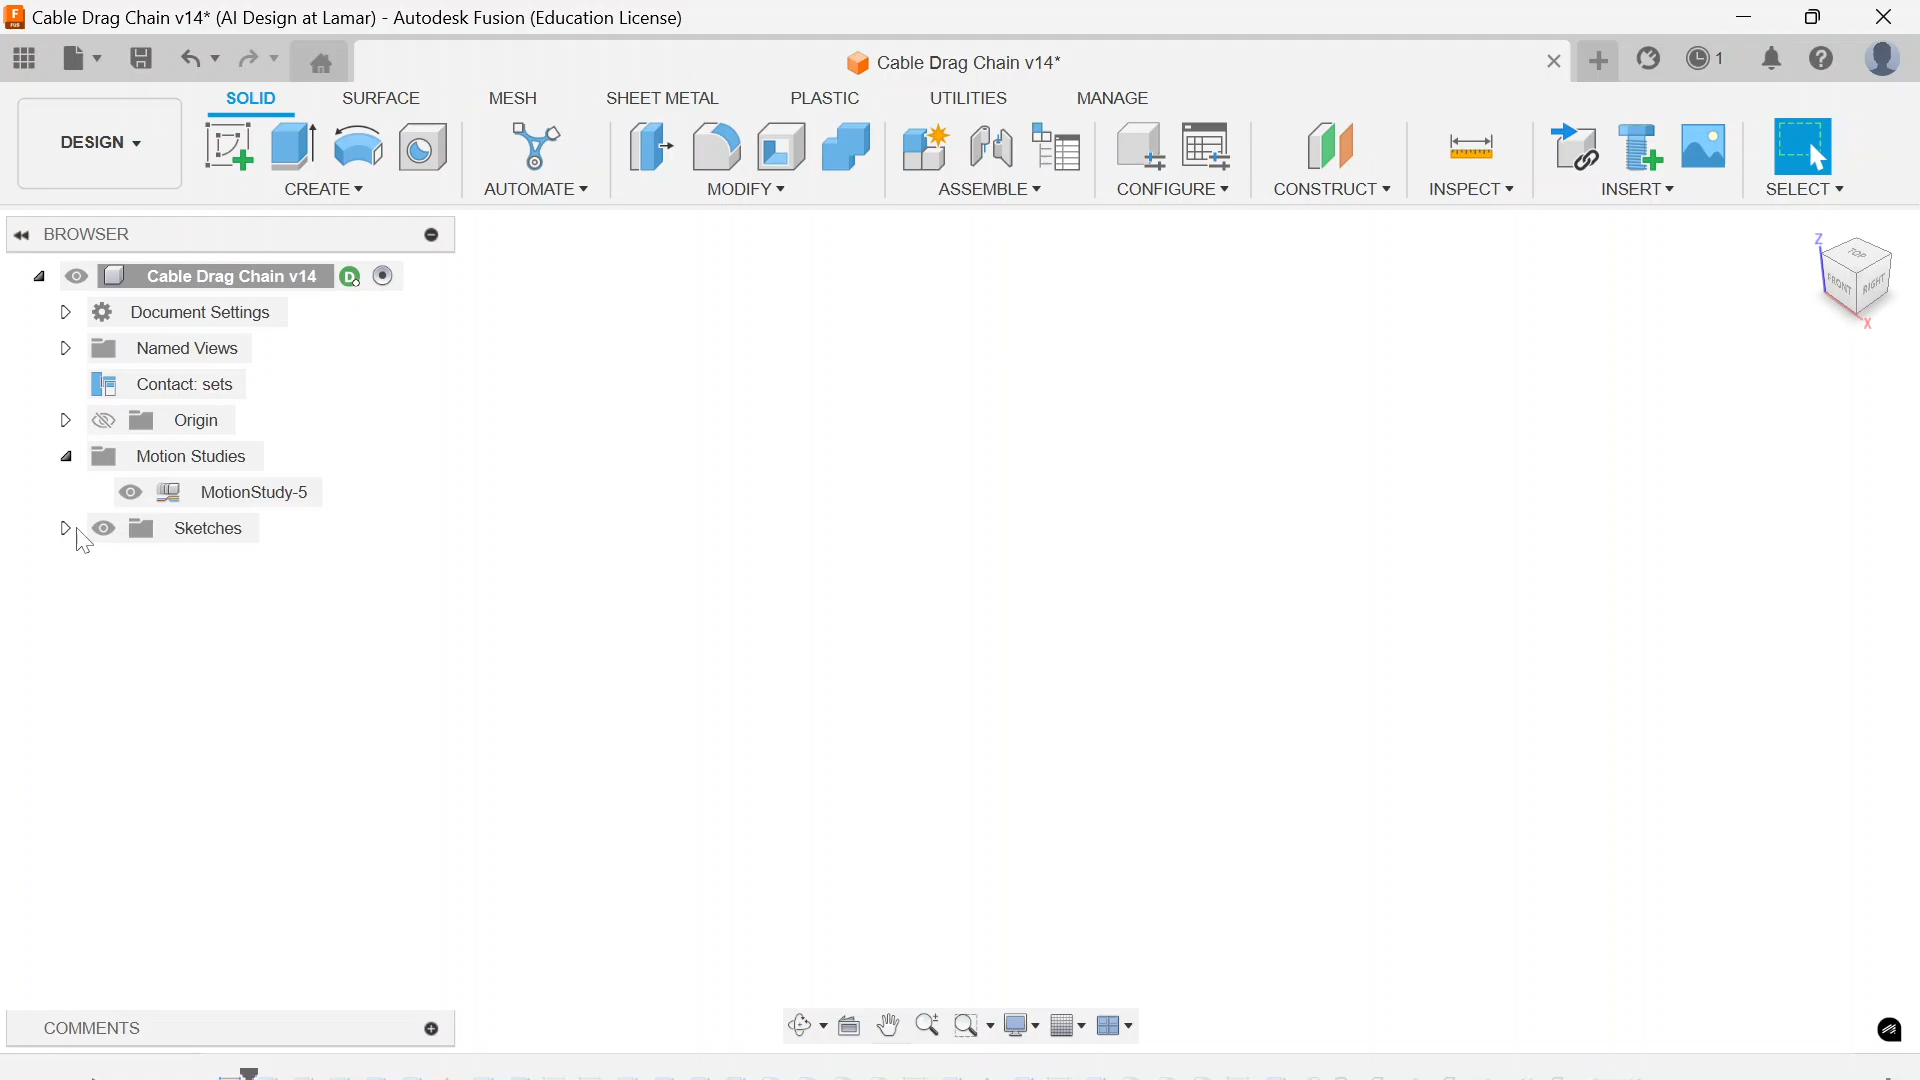 Cable Drag Chain v14* (AI Design at Lamar) - Autodesk Fusion (Education License)
Cable Drag Chain v14*
1
SOLID SURFACE MESH SHEET METAL PLASTIC UTILITIES MANAGE
DESIGN
CREATE AUTOMATE MODIFY ASSEMBLE CONFIGURE CONSTRUCT INSPECT INSERT SELECT
BROWSER
Cable Drag Chain v14 D
Document Settings
Named Views
Contact: sets
Origin
Motion Studies
MotionStudy-5
Sketches
Z
TOP
FRONT RIGHT
X
COMMENTS